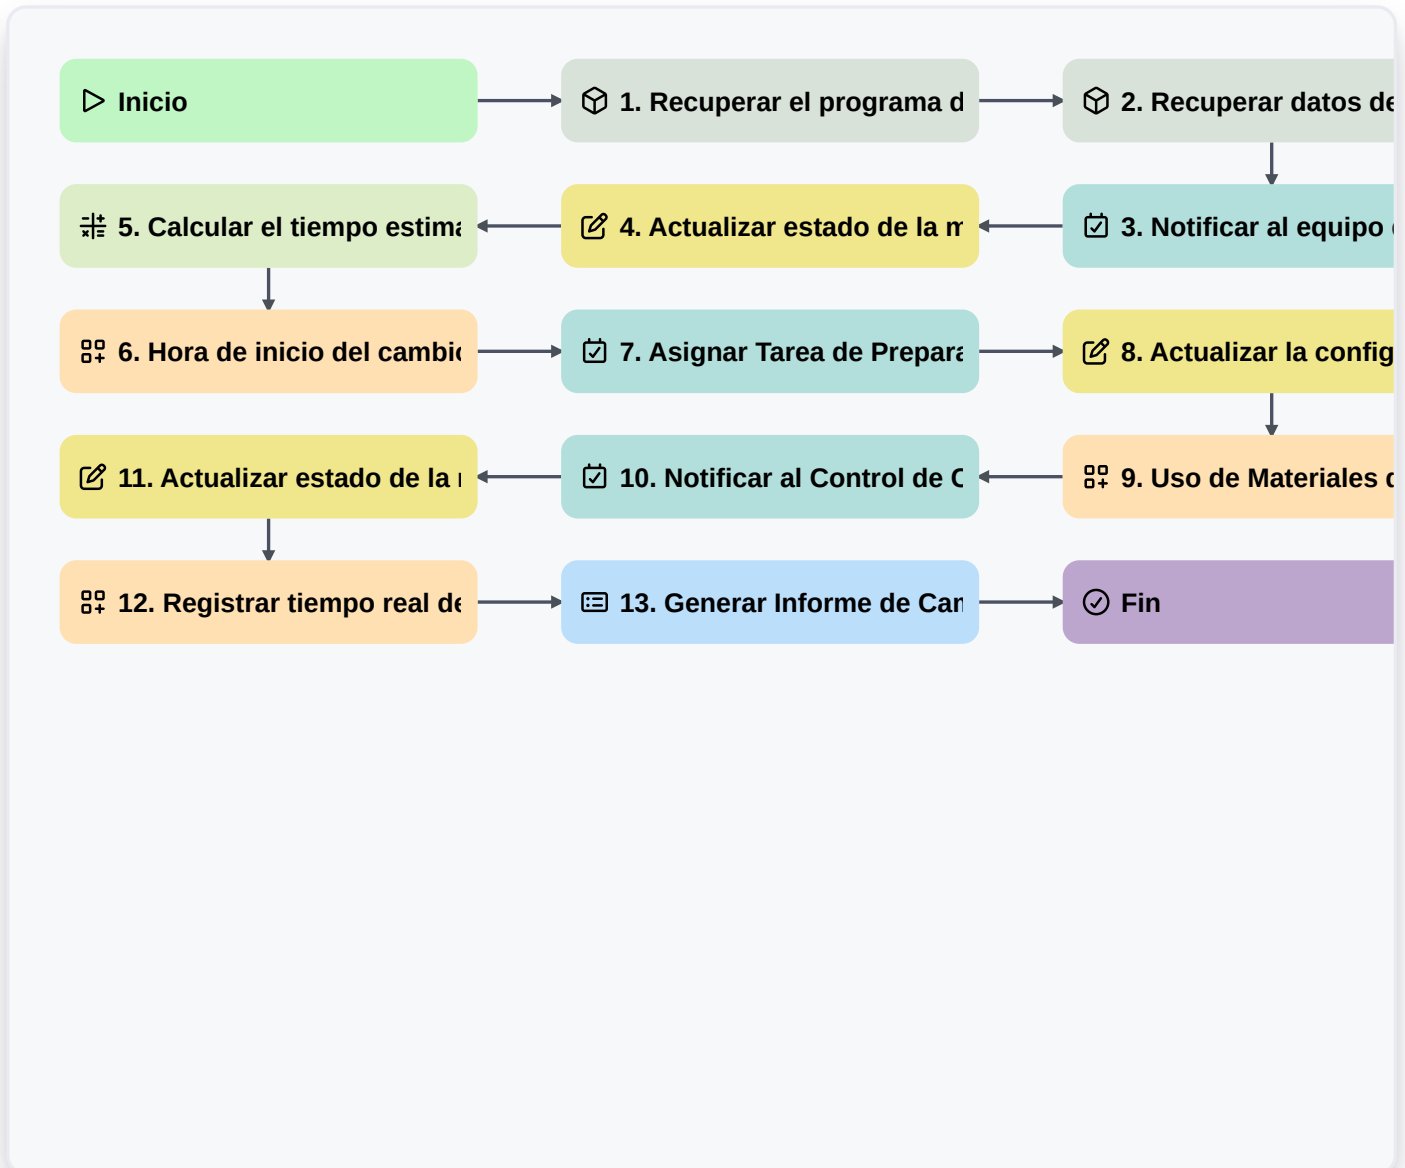 Inicio
1. Recuperar el programa d
2. Recuperar datos de
5. Calcular el tiempo estima
4. Actualizar estado de la m
3. Notificar al equipo
6. Hora de inicio del cambio
7. Asignar Tarea de Prepara
8. Actualizar la config
11. Actualizar estado de la
10. Notificar al Control de C
9. Uso de Materiales d
12. Registrar tiempo real de
13. Generar Informe de Cam
Fin